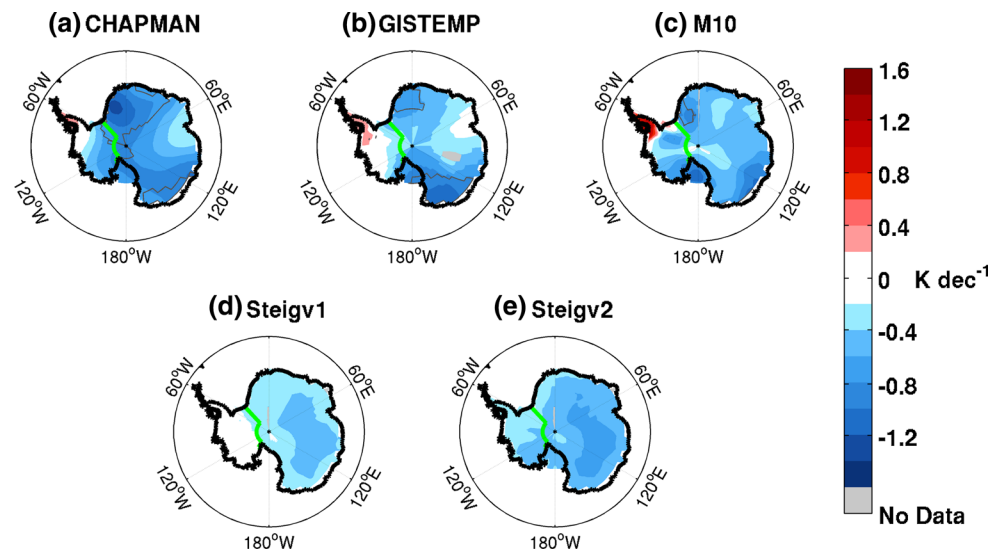 (a) CHAPMAN
(b) GISTEMP
(c) M10
60°W
60°E
120°W
120°E
180°W
60°W
60°E
120°W
120°E
180°W
60°W
60°E
120°W
120°E
180°W
1.6
1.2
0.8
0.4
0
-0.4
-0.8
-1.2
No Data
K dec⁻¹
(d) Steigv1
(e) Steigv2
60°W
60°E
120°W
120°E
180°W
60°W
60°E
120°W
120°E
180°W